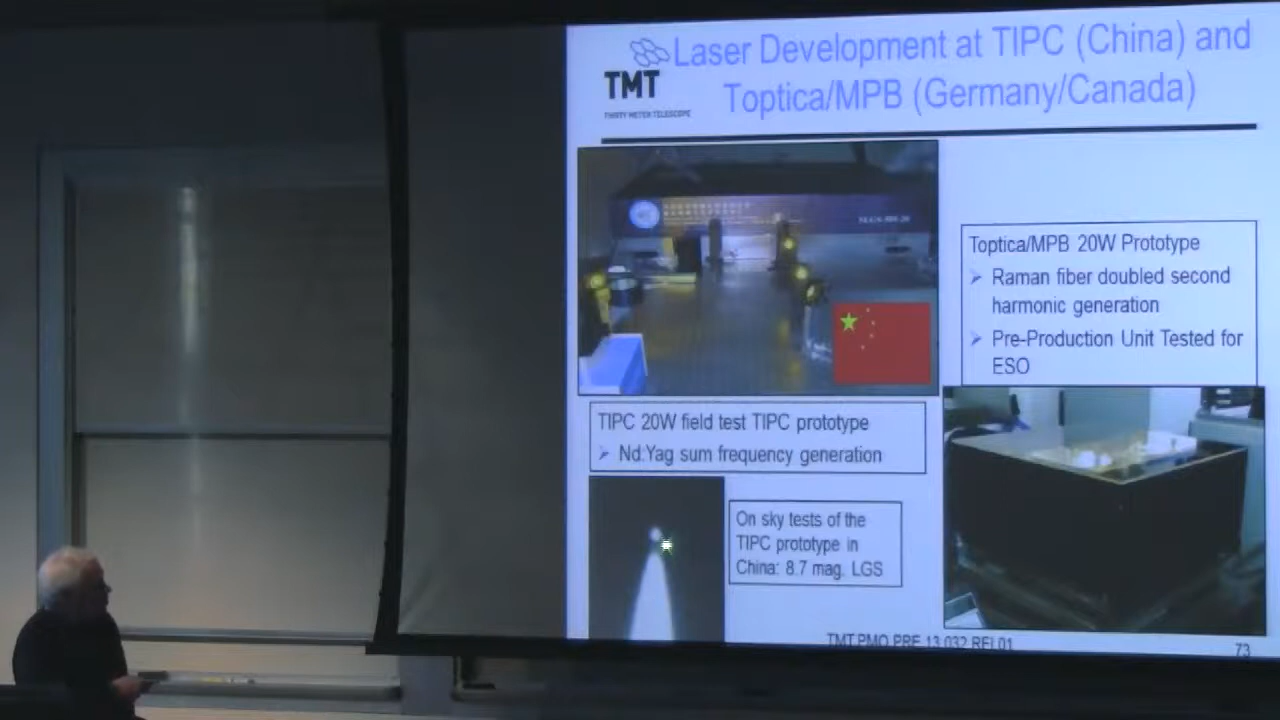 Laser Development at TIPC (China) and
Toptica/MPB (Germany/Canada)
TMT
THIRTY METER TELESCOPE
Toptica/MPB 20W Prototype
➢ Raman fiber doubled second
harmonic generation
➢ Pre-Production Unit Tested for
ESO
TIPC 20W field test TIPC prototype
➢ Nd:Yag sum frequency generation
On sky tests of the
TIPC prototype in
China: 8.7 mag. LGS
TMT.PMO.PRE.13.032.REL01
73